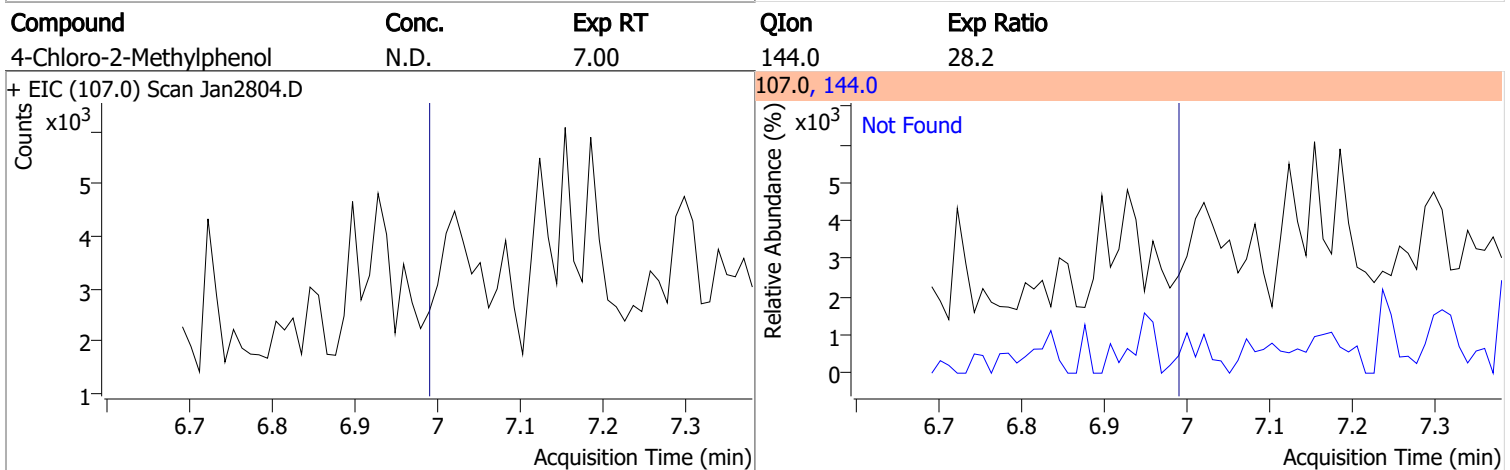 Compound Conc. Exp RT QIon Exp Ratio
4-Chloro-2-Methylphenol N.D. 7.00 144.0 28.2
+ EIC (107.0) Scan Jan2804.D
Counts
x10³
5
4
3
2
1
6.7 6.8 6.9 7 7.1 7.2 7.3
Acquisition Time (min)
107.0, 144.0
Relative Abundance (%)
x10³
Not Found
5
4
3
2
1
0
6.7 6.8 6.9 7 7.1 7.2 7.3
Acquisition Time (min)